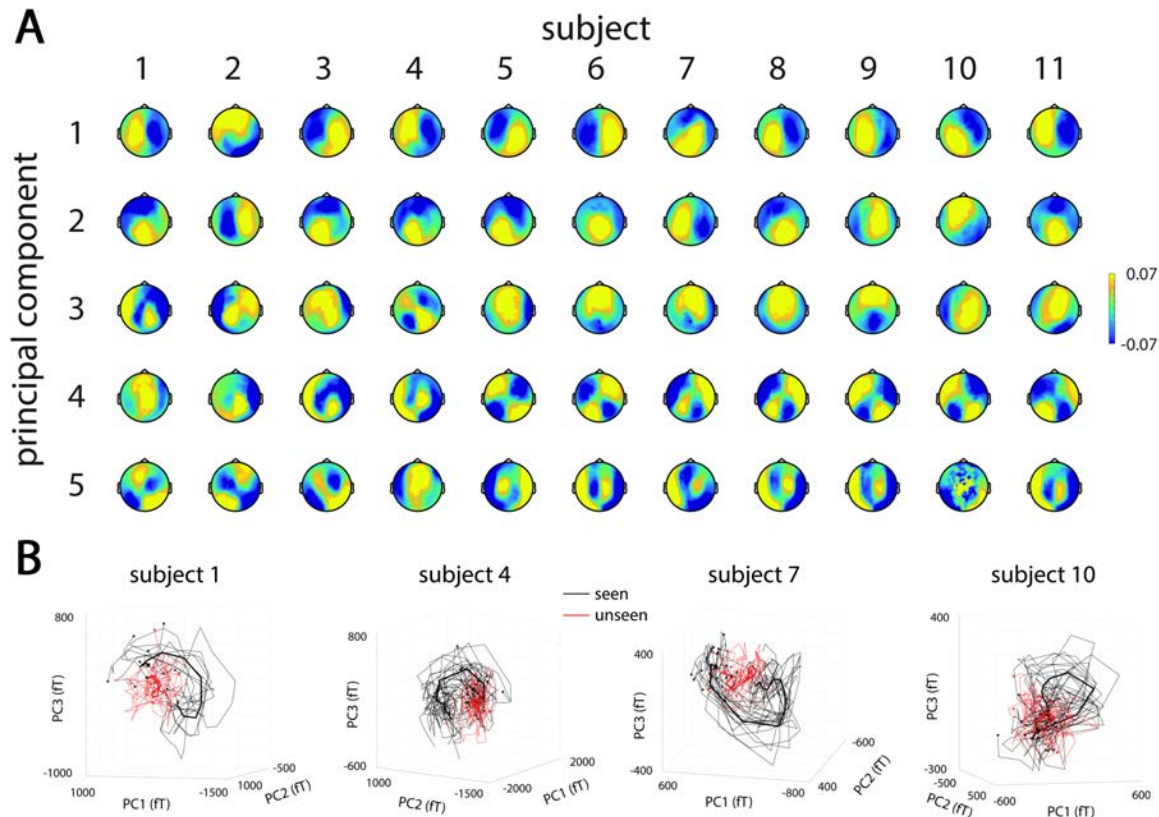 A
subject
1 2 3 4 5 6 7 8 9 10 11
principal component
1
2
3
4
5
0.07
-0.07
B
subject 1
subject 4
subject 7
subject 10
seen
unseen
800
PC3 (fT)
-1000
1000
PC1 (fT)
-1500
-500
PC2 (fT)
800
PC3 (fT)
-600
1000
PC2 (fT)
-1500
-2000
PC1 (fT)
2000
400
PC3 (fT)
-400
600
PC1 (fT)
-800
400
PC2 (fT)
-600
400
PC3 (fT)
-300
-500
PC2 (fT)
500
-600
PC1 (fT)
600